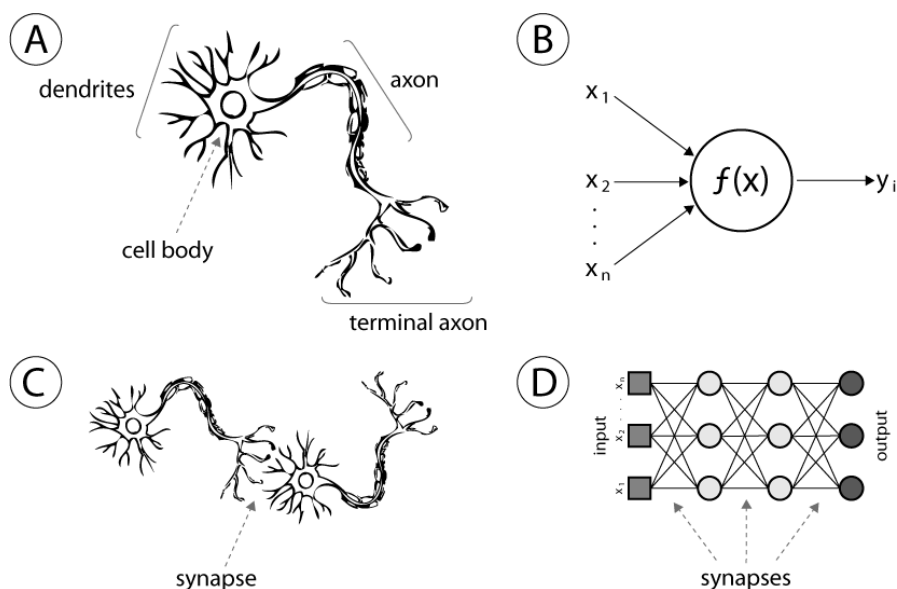 A
dendrites
axon
cell body
terminal axon
B
x1
x2
.
.
.
.
xn
f(x)
yi
C
synapse
D
input
xn
. . . .
x2
x1
output
synapses